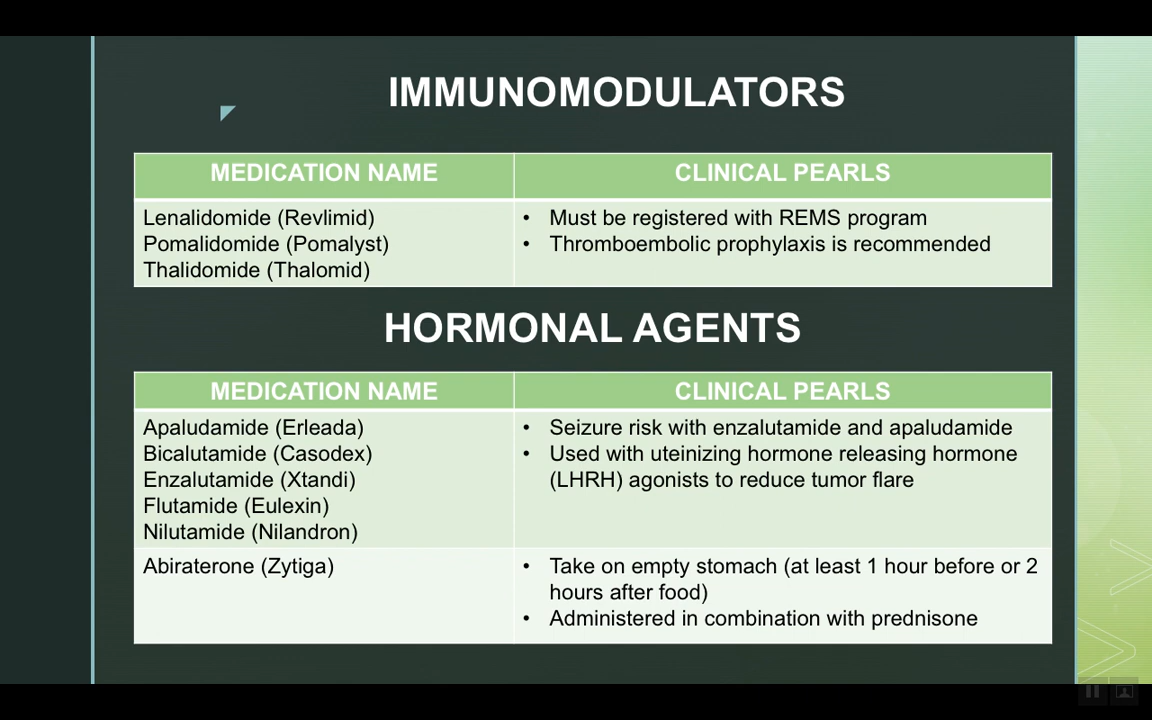 IMMUNOMODULATORS
MEDICATION NAME
CLINICAL PEARLS
Lenalidomide (Revlimid)
Pomalidomide (Pomalyst)
Thalidomide (Thalomid)
• Must be registered with REMS program
• Thromboembolic prophylaxis is recommended
HORMONAL AGENTS
MEDICATION NAME
CLINICAL PEARLS
Apaludamide (Erleada)
Bicalutamide (Casodex)
Enzalutamide (Xtandi)
Flutamide (Eulexin)
Nilutamide (Nilandron)
• Seizure risk with enzalutamide and apaludamide
• Used with uteinizing hormone releasing hormone
(LHRH) agonists to reduce tumor flare
Abiraterone (Zytiga)
• Take on empty stomach (at least 1 hour before or 2
hours after food)
• Administered in combination with prednisone